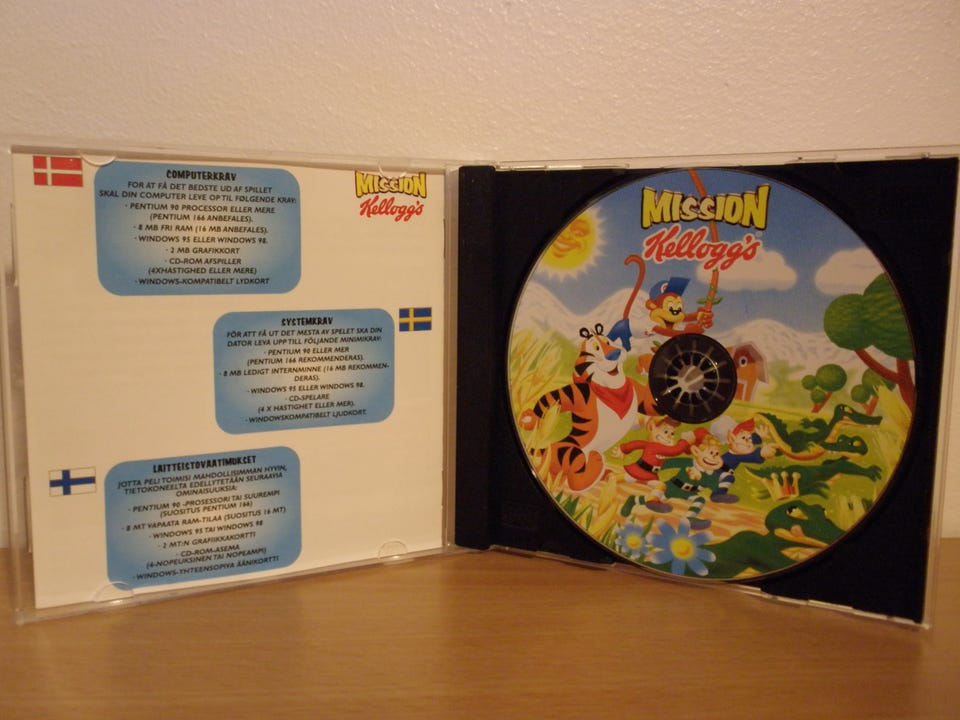 COMPUTERKRAV
FOR AT FÅ DET BEDSTE UD AF SPILLET
SKAL DIN COMPUTER LEVE OP TIL FØLGENDE KRAV:
· PENTIUM 90 PROCESSOR ELLER MERE
(PENTIUM 166 ANBEFALES).
· 8 MB FRI RAM (16 MB ANBEFALES).
· WINDOWS 95 ELLER WINDOWS 98.
· 2 MB GRAFIKKORT
· CD-ROM AFSPILLER
(4XHASTIGHED ELLER MERE)
· WINDOWS-KOMPATIBELT LYDKORT
MISSION
Kellogg's
SYSTEMKRAV
FÖR ATT FÅ UT DET MESTA AV SPELET SKA DIN
DATOR LEVA UPP TILL FÖLJANDE MINIMIKRAV:
· PENTIUM 90 ELLER MER
(PENTIUM 166 REKOMMENDERAS).
· 8 MB LEDIGT INTERNMINNE (16 MB REKOMMEN-
DERAS).
· WINDOWS 95 ELLER WINDOWS 98.
· CD-SPELARE
(4 X HASTIGHET ELLER MER).
· WINDOWSKOMPATIBELT LJUDKORT.
LAITTEISTOVAATIMUKSET
JOTTA PELI TOIMISI MAHDOLLISIMMAN HYVIN,
TIETOKONEELTA EDELLYTETÄÄN SEURAAVIA
OMINAISUUKSIA:
· PENTIUM 90 -PROSESSORI TAI SUUREMPI
(SUOSITUS PENTIUM 166)
· 8 MT VAPAATA RAM-TILAA (SUOSITUS 16 MT)
· WINDOWS 95 TAI WINDOWS 98
· 2 MT:N GRAFIIKKAKORTTI
· CD-ROM-ASEMA
(4-NOPEUKSINEN TAI NOPEAMPI)
· WINDOWS-YHTEENSOPIVA ÄÄNIKORTTI
MISSION
Kellogg's